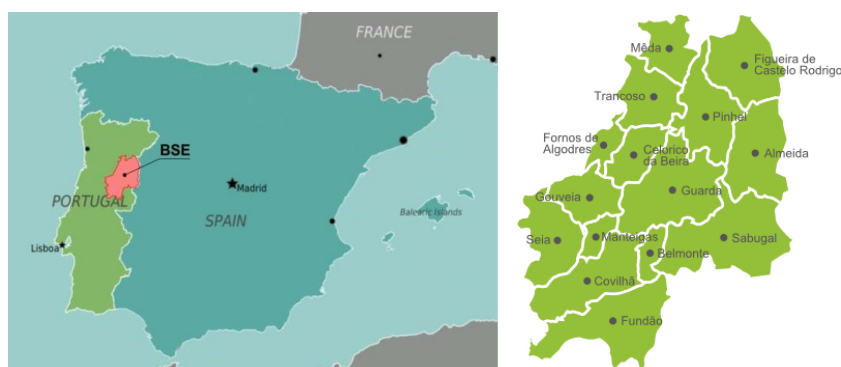 FRANCE
BSE
PORTUGAL
Madrid
SPAIN
Balearic Islands
Lisboa
Mêda
Figueira de
Castelo Rodrigo
Trancoso
Pinhel
Fornos de
Algodres
Celorico
da Beira
Almeida
Gouveia
Guarda
Seia
Manteigas
Sabugal
Belmonte
Covilhã
Fundão